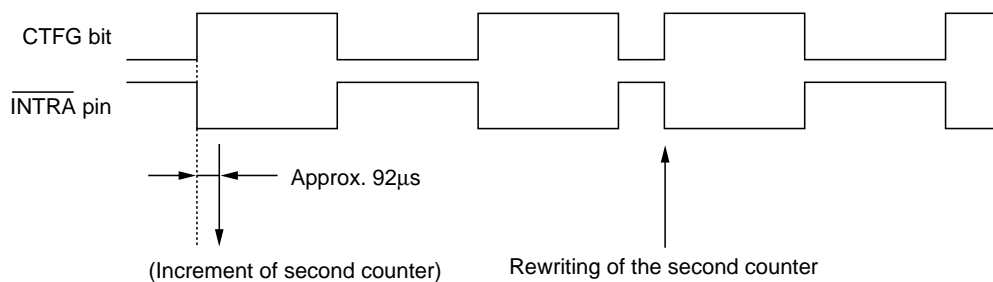 CTFG bit
INTRA pin
Approx. 92μs
(Increment of second counter)
Rewriting of the second counter